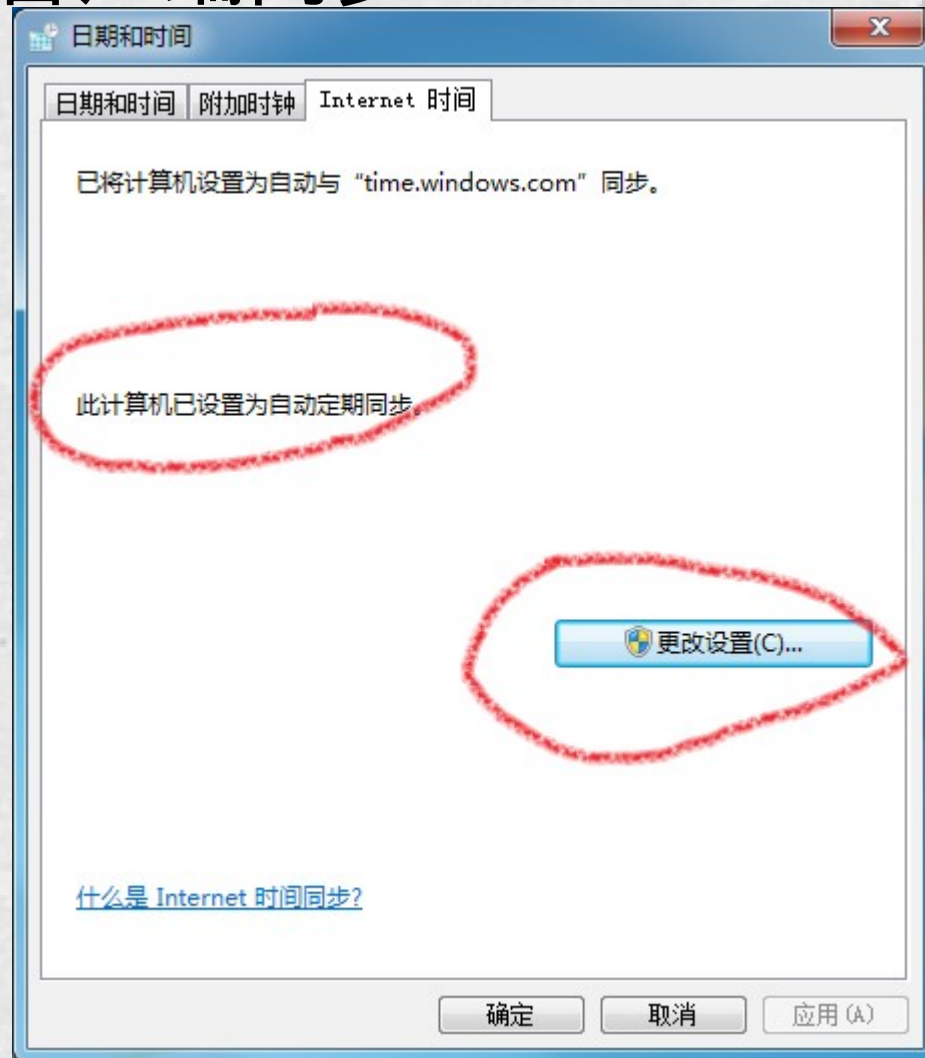 日期和时间
日期和时间 附加时钟 Internet 时间
已将计算机设置为自动与“time.windows.com”同步。
此计算机已设置为自动定期同步。
更改设置(C)...
什么是 Internet 时间同步?
确定 取消 应用(A)